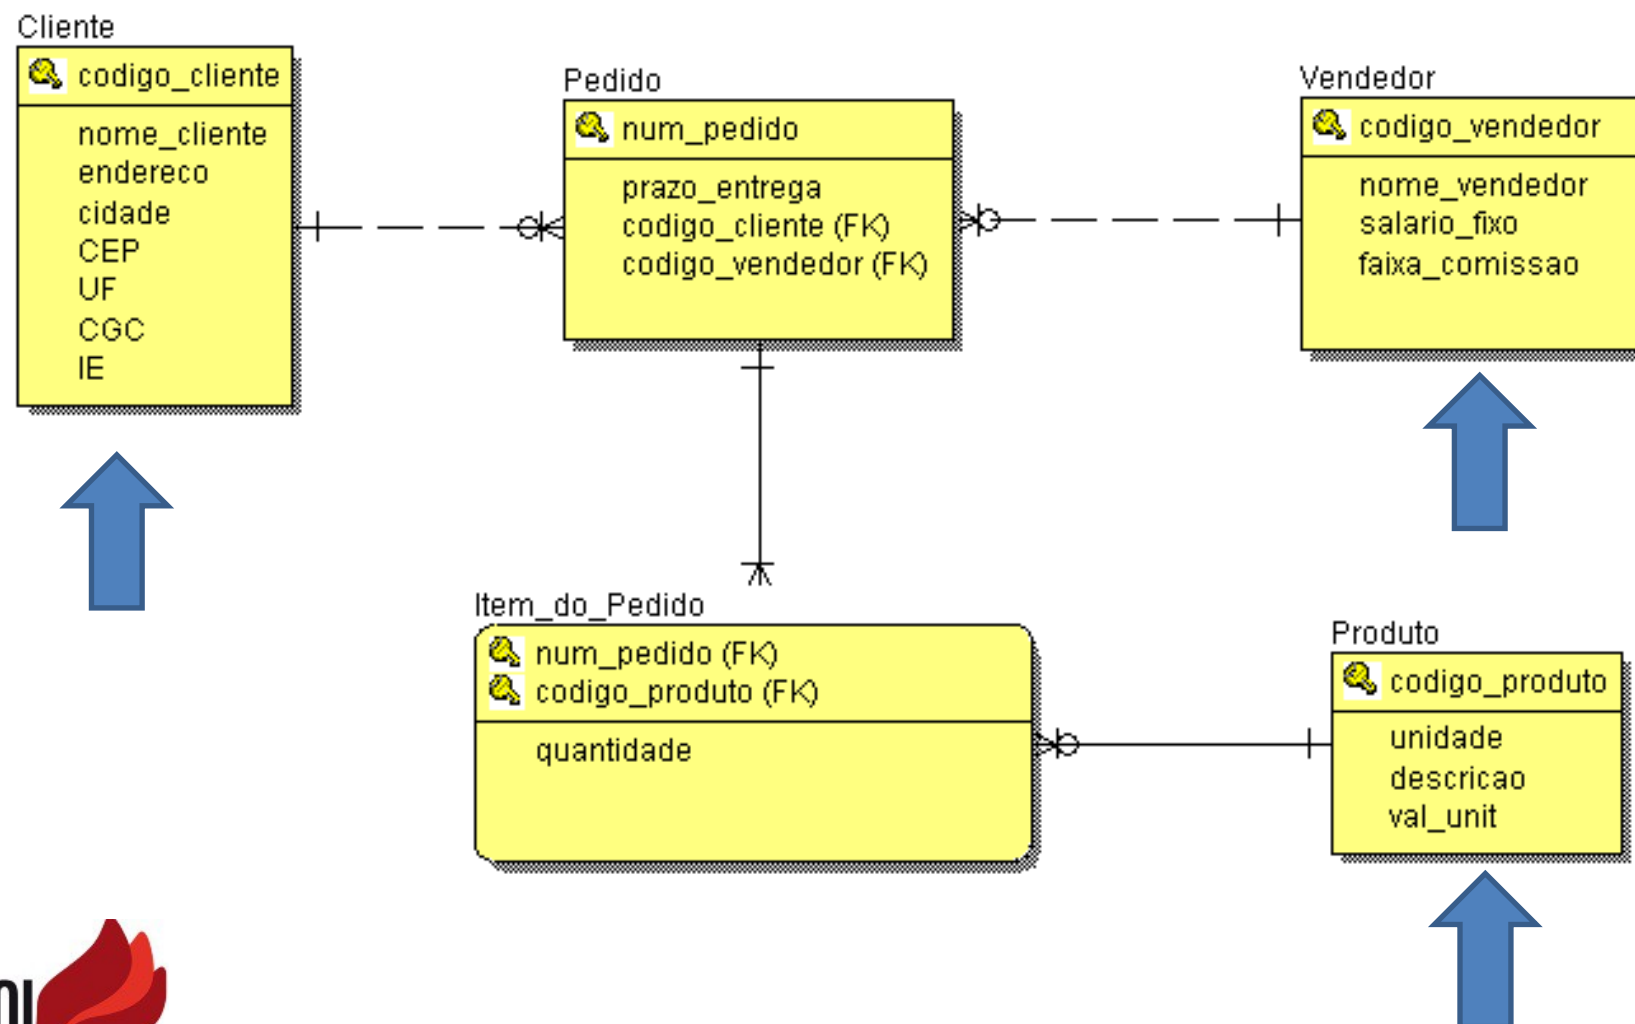 Cliente
codigo_cliente
nome_cliente
endereco
cidade
CEP
UF
CGC
IE
Pedido
num_pedido
prazo_entrega
codigo_cliente (FK)
codigo_vendedor (FK)
Vendedor
codigo_vendedor
nome_vendedor
salario_fixo
faixa_comissao
Item_do_Pedido
num_pedido (FK)
codigo_produto (FK)
quantidade
Produto
codigo_produto
unidade
descricao
val_unit